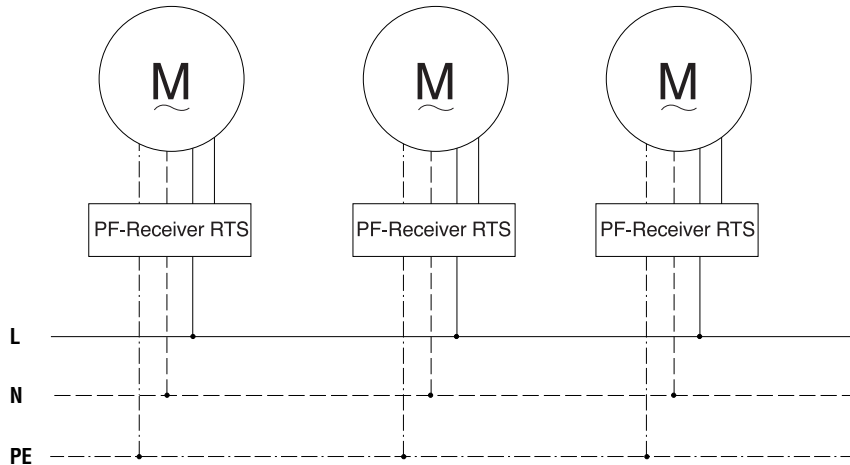 M M M
PF-Receiver RTS PF-Receiver RTS PF-Receiver RTS
L
N
PE